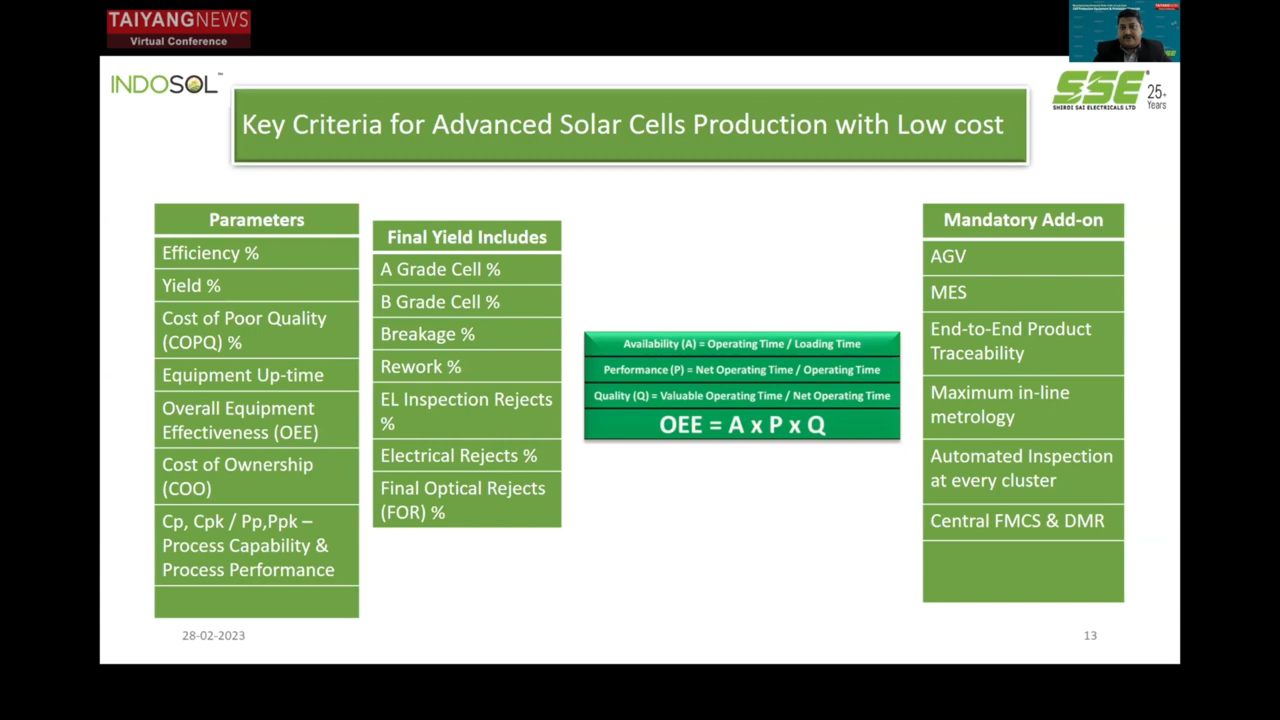 TAIYANGNEWS
Virtual Conference
INDOSOL™
Key Criteria for Advanced Solar Cells Production with Low cost
SSE®
SHIRDI SAI ELECTRICALS LTD
25+
Years
Parameters
Efficiency %
Yield %
Cost of Poor Quality
(COPQ) %
Equipment Up-time
Overall Equipment
Effectiveness (OEE)
Cost of Ownership
(COO)
Cp, Cpk / Pp,Ppk –
Process Capability &
Process Performance
Final Yield Includes
A Grade Cell %
B Grade Cell %
Breakage %
Rework %
EL Inspection Rejects
%
Electrical Rejects %
Final Optical Rejects
(FOR) %
Availability (A) = Operating Time / Loading Time
Performance (P) = Net Operating Time / Operating Time
Quality (Q) = Valuable Operating Time / Net Operating Time
OEE = A x P x Q
Mandatory Add-on
AGV
MES
End-to-End Product
Traceability
Maximum in-line
metrology
Automated Inspection
at every cluster
Central FMCS & DMR
28-02-2023
13